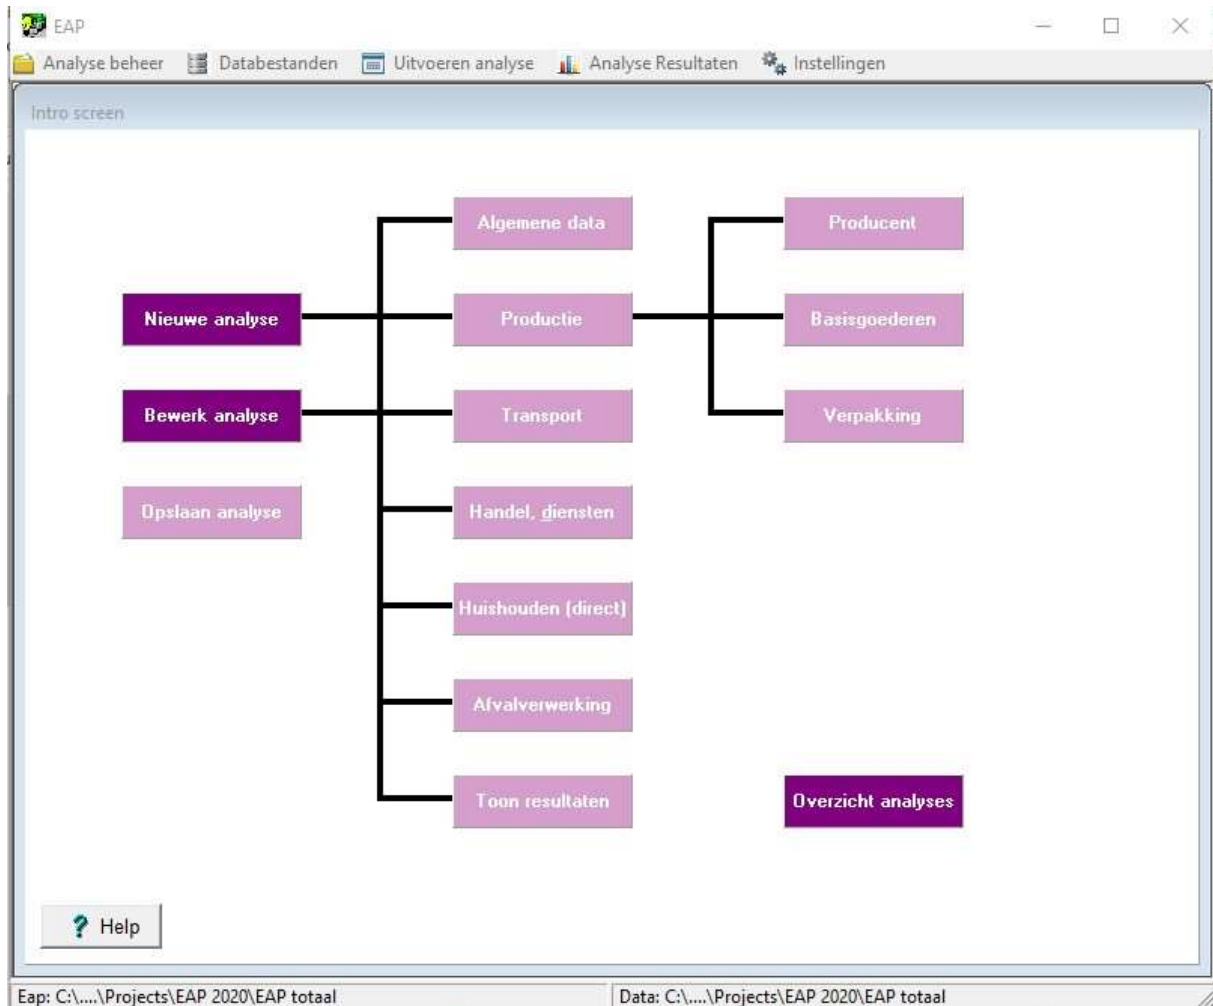 EAP
Analyse beheer Databestanden Uitvoeren analyse Analyse Resultaten Instellingen
Intro screen
Algemene data Producent
Nieuwe analyse Productie Basisgoederen
Bewerk analyse Transport Verpakking
Opslaan analyse Handel, diensten
Huishouden (direct)
Afvalverwerking
Toon resultaten Overzicht analyses
? Help
Eap: C:\....\Projects\EAP 2020\EAP totaal Data: C:\....\Projects\EAP 2020\EAP totaal